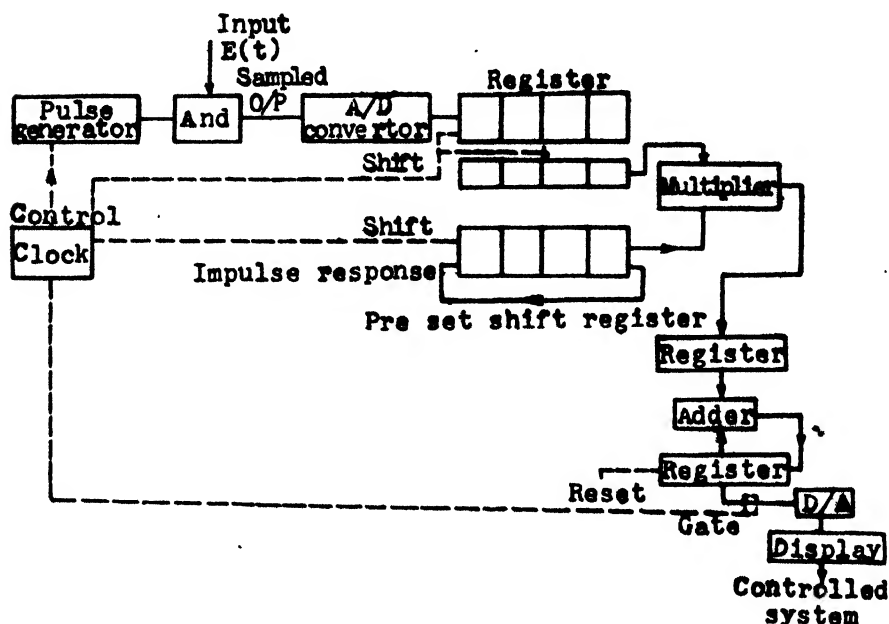 Input
E(t)
Sampled
O/P
Register
Pulse
generator
And
A/D
convertor
Shift
Multiplier
Control
Clock
Shift
Impulse response
Pre set shift register
Register
Adder
Register
Reset
Gate
D/A
Display
Controlled
system